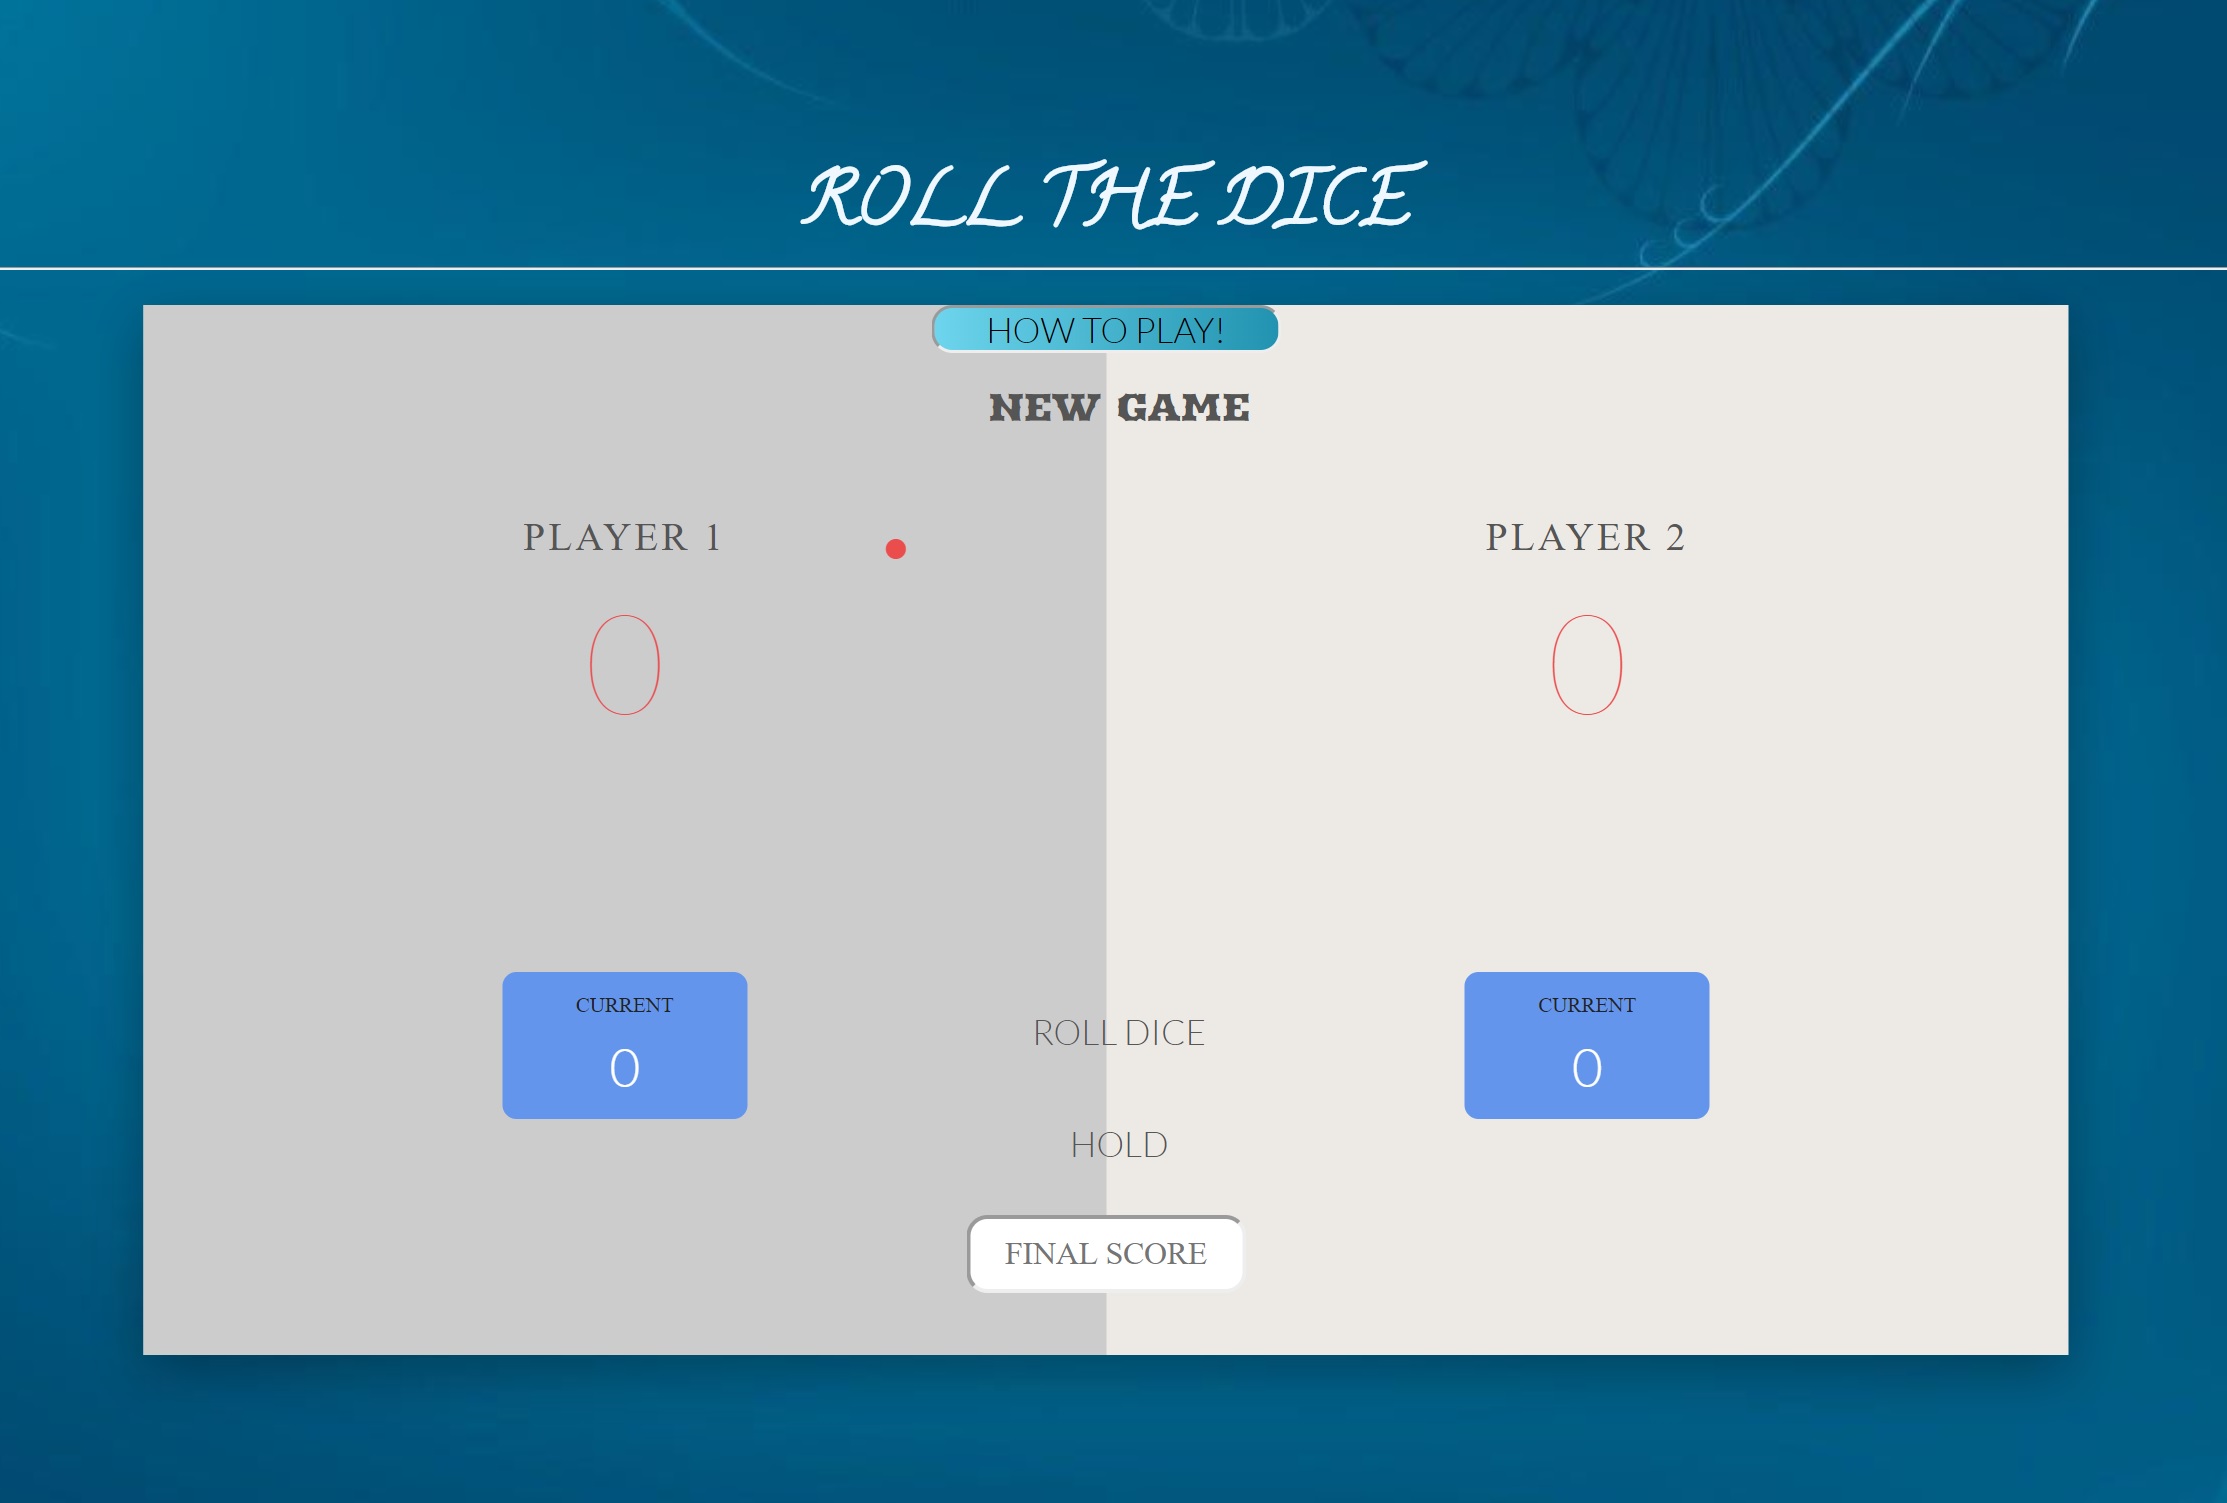 ROLL THE DICE
HOW TO PLAY!
NEW GAME
PLAYER 1
0
CURRENT
0
PLAYER 2
0
CURRENT
0
ROLL DICE
HOLD
FINAL SCORE